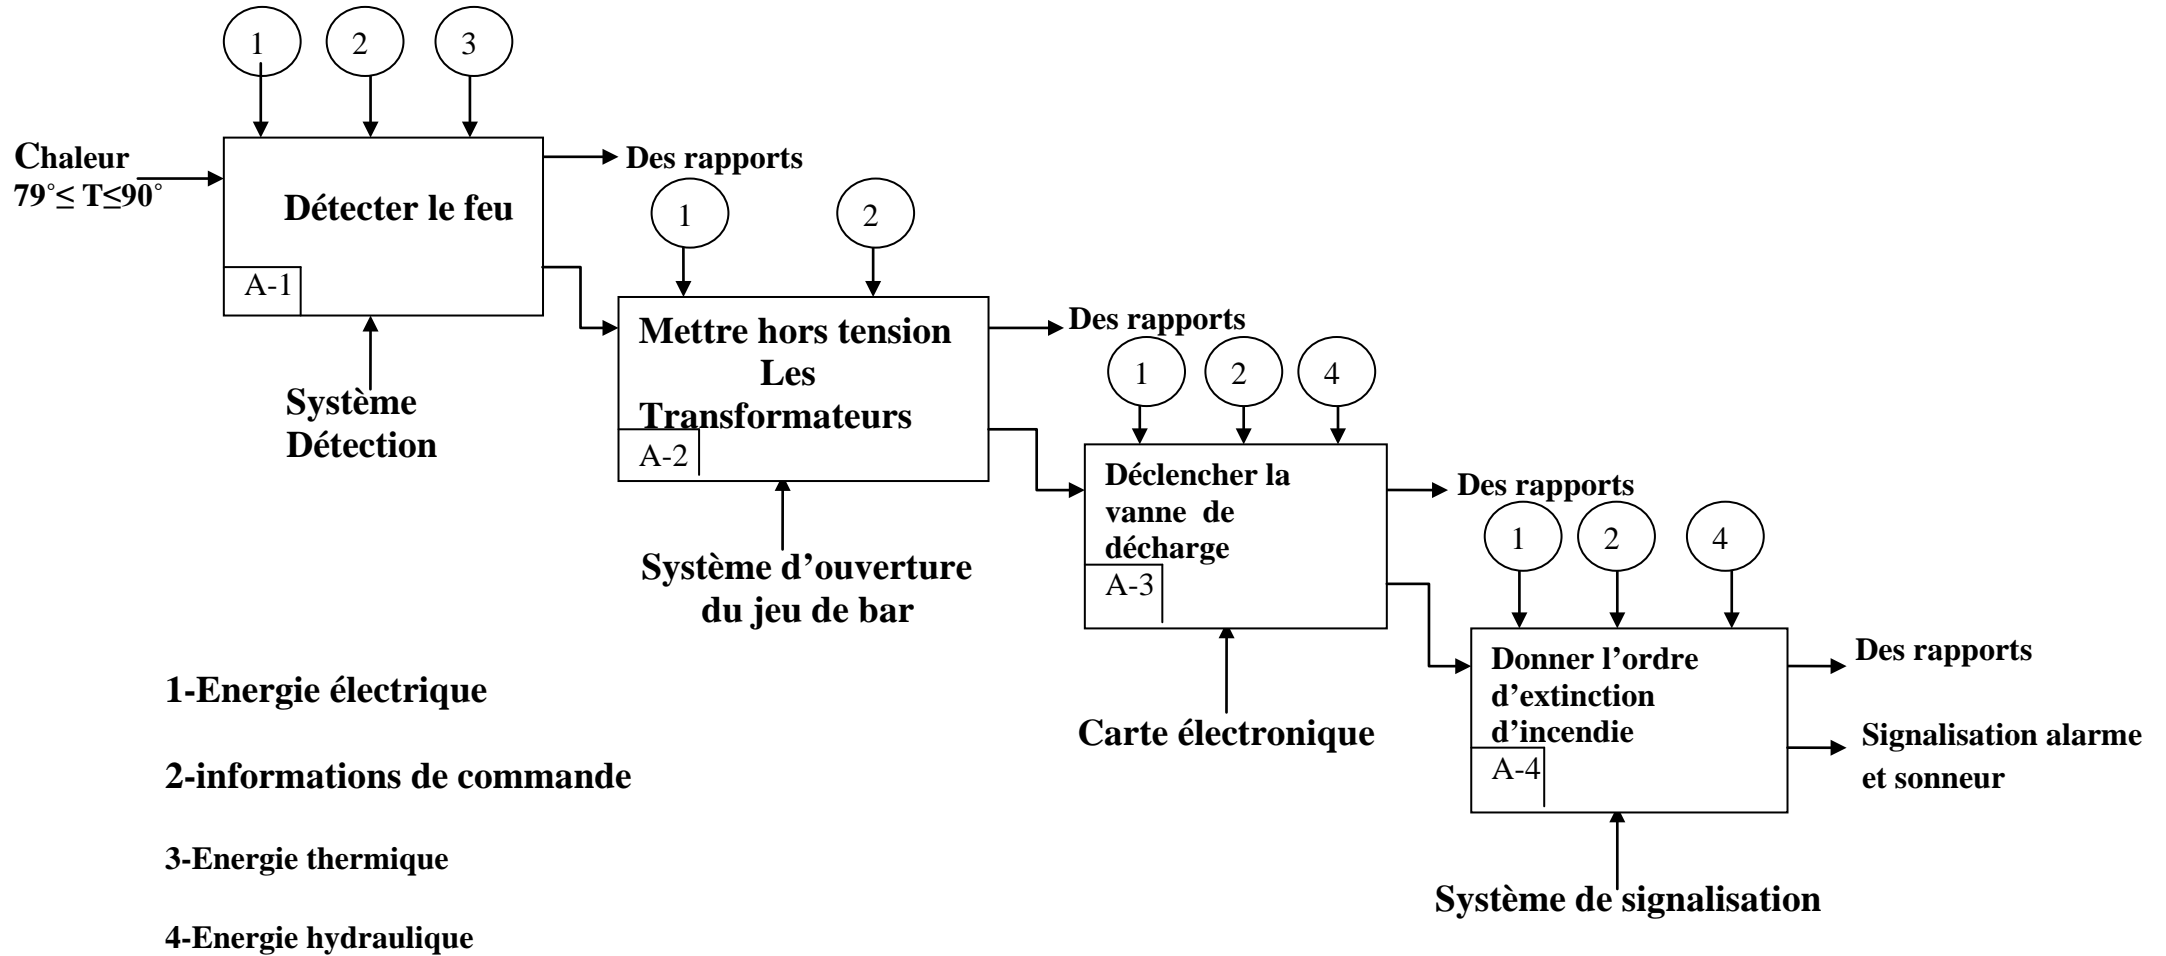 1 2 3
Chaleur
79°≤ T≤90°
Des rapports
Détecter le feu
A-1
Système
Détection
1 2
Mettre hors tension
Les
Transformateurs
A-2
Des rapports
Système d’ouverture
du jeu de bar
1 2 4
Déclencher la
vanne de
décharge
A-3
Des rapports
Carte électronique
1 2 4
Donner l’ordre
d’extinction
d’incendie
A-4
Des rapports
Signalisation alarme
et sonneur
Système de signalisation
1-Energie électrique
2-informations de commande
3-Energie thermique
4-Energie hydraulique